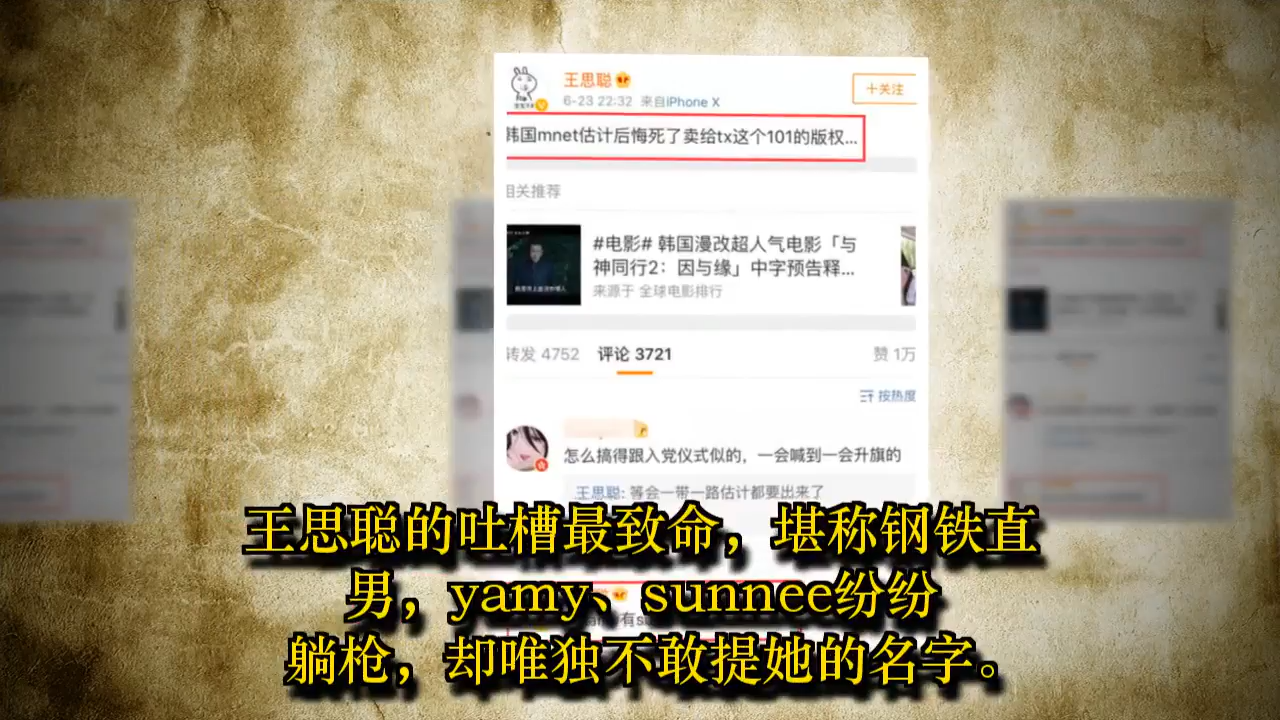 王思聪
6-23 22:32 来自iPhone X
十关注
韩国mnet估计后悔死了卖给tx这个101的版权...
相关推荐
#电影# 韩国漫改超人气电影「与
神同行2：因与缘」中字预告释...
来源于 全球电影排行
转发 4752 评论 3721 赞 1万
按热度
怎么搞得跟入党仪式似的，一会喊到一会升旗的
王思聪: 等会一带一路估计都要出来了
王思聪的吐槽最致命，堪称钢铁直
男，yamy、sunnee纷纷
躺枪，却唯独不敢提她的名字。